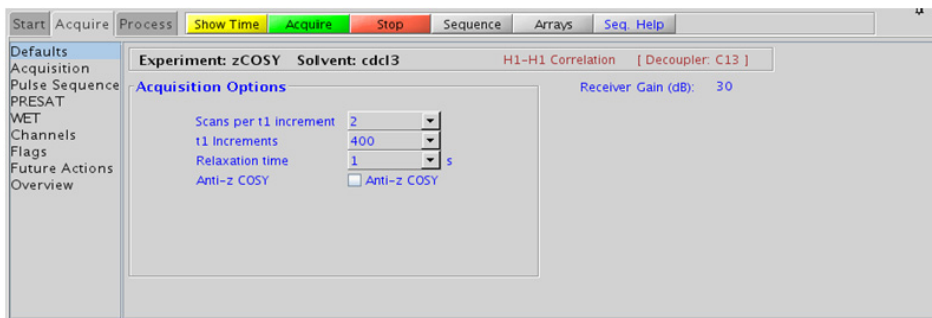 Start Acquire Process Show Time Acquire Stop Sequence Arrays Seq. Help
Defaults
Acquisition
Pulse Sequence
PRESAT
WET
Channels
Flags
Future Actions
Overview
Experiment: zCOSY Solvent: cdcl3 H1-H1 Correlation [ Decoupler: C13 ]
Acquisition Options Receiver Gain (dB): 30
Scans per t1 increment 2
t1 Increments 400
Relaxation time 1 s
Anti-z COSY Anti-z COSY